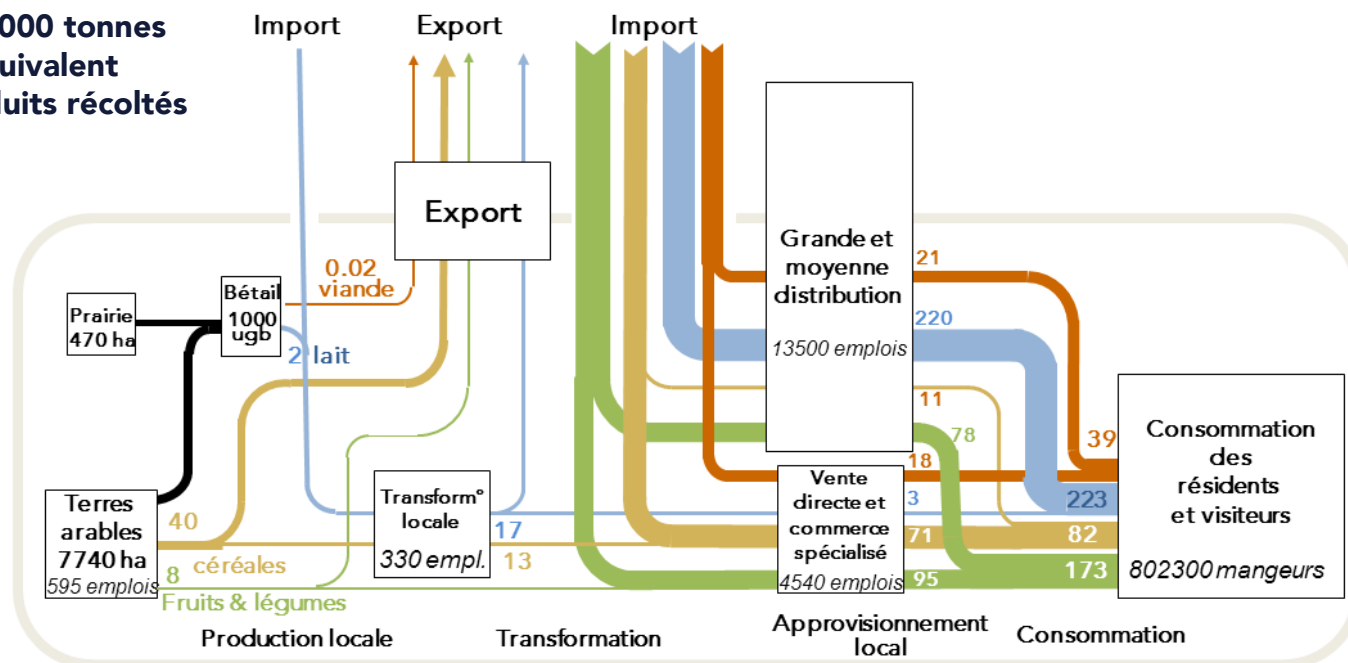 000 tonnes
uivalent
duits récoltés
Import
Export
Import
Export
Grande et
moyenne
distribution
13500 emplois
21
220
11
78
0.02
viande
Bétail
1000
ugb
Prairie
470 ha
2 lait
Terres
arables
7740 ha
595 emplois
40
céréales
8
Fruits & légumes
Transform°
locale
330 empl.
17
13
Vente
directe et
commerce
spécialisé
4540 emplois
18
3
71
95
39
223
82
173
Consommation
des
résidents
et visiteurs
802300 mangeurs
Production locale
Transformation
Approvisionnement
local
Consommation